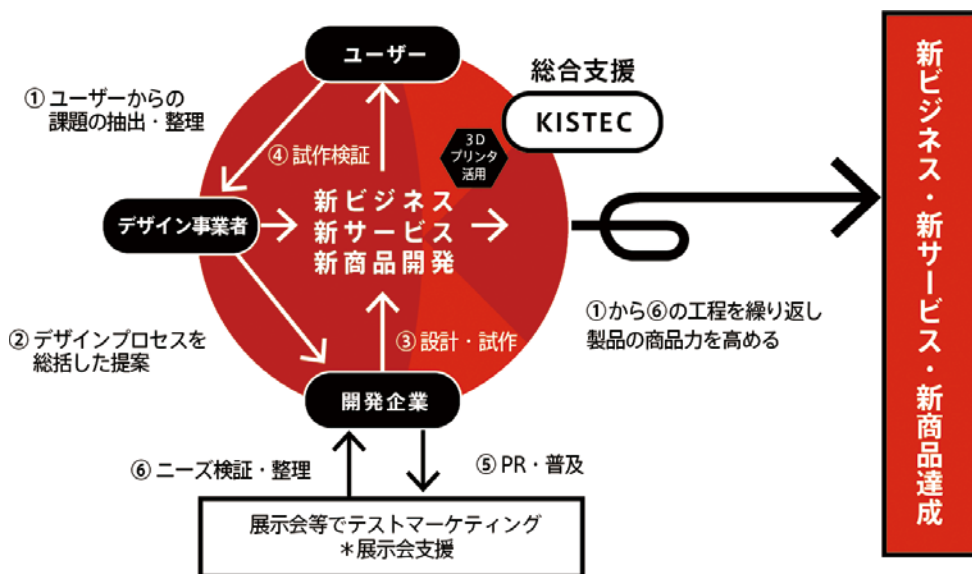 ユーザー
総合支援
KISTEC
① ユーザーからの
課題の抽出・整理
④ 試作検証
3D
プリンタ
活用
デザイン事業者
新ビジネス
新サービス
新商品開発
② デザインプロセスを
総括した提案
③ 設計・試作
開発企業
①から⑥の工程を繰り返し
製品の商品力を高める
⑥ ニーズ検証・整理
⑤ PR・普及
展示会等でテストマーケティング
＊展示会支援
新ビジネス・新サービス・新商品達成